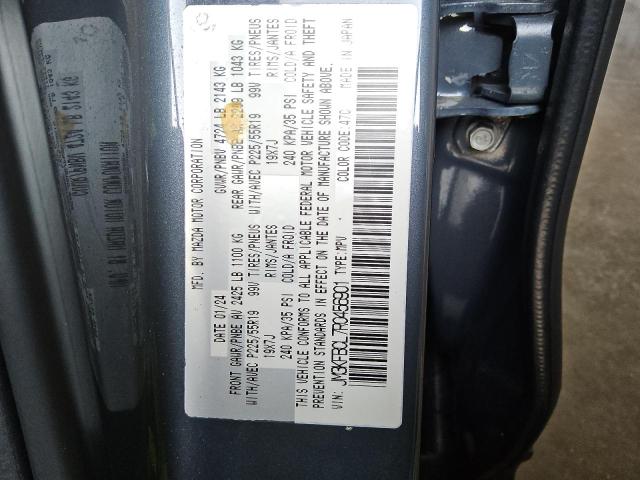 MFD. BY MAZDA MOTOR CORPORATION
DATE 01/24 GVWR/PNBV 4724 LB 2143 KG
FRONT GAWR/PNBE AV 2425 LB 1100 KG REAR GAWR/PNBE LB 1043 KG
WITH/AVEC P225/55R19 99V TIRES/PNEUS WITH/AVEC P225/55R19 99V TIRES/PNEUS
19X7J RIMS/JANTES 19X7J RIMS/JANTES
240 KPA/35 PSI COLD/A FROID 240 KPA/35 PSI COLD/A FROID
THIS VEHICLE CONFORMS TO ALL APPLICABLE FEDERAL MOTOR VEHICLE SAFETY AND THEFT
PREVENTION STANDARDS IN EFFECT ON THE DATE OF MANUFACTURE SHOWN ABOVE.
VIN: JM3KFBCL7R0456901 TYPE:MPV COLOR CODE:47C MADE IN JAPAN